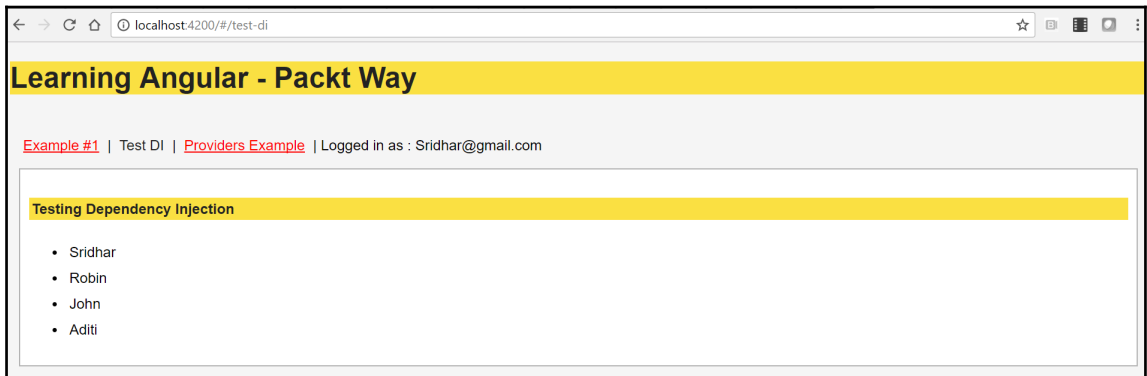 localhost:4200/#/test-di
Learning Angular - Packt Way
Example #1 | Test DI | Providers Example | Logged in as : Sridhar@gmail.com
Testing Dependency Injection
• Sridhar
• Robin
• John
• Aditi